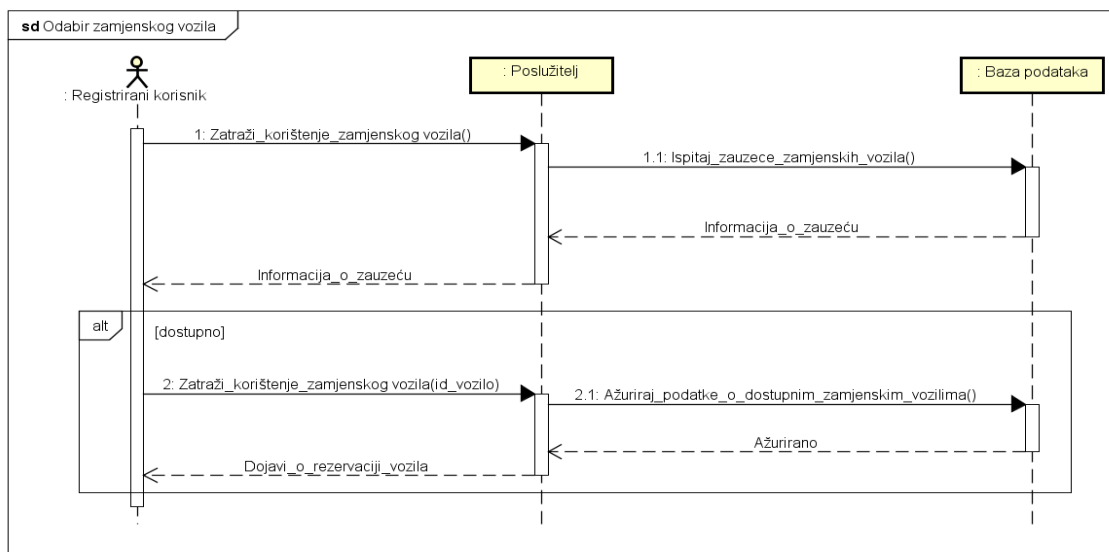 sd Odabir zamjenskog vozila
: Registrirani korisnik
: Poslužitelj
: Baza podataka
1: Zatraži_korištenje_zamjenskog vozila()
1.1: Ispitaj_zauzece_zamjenskih_vozila()
Informacija_o_zauzeću
Informacija_o_zauzeću
alt
[dostupno]
2: Zatraži_korištenje_zamjenskog vozila(id_vozilo)
2.1: Ažuriraj_podatke_o_dostupnim_zamjenskim_vozilima()
Ažurirano
Dojavi_o_rezervaciji_vozila